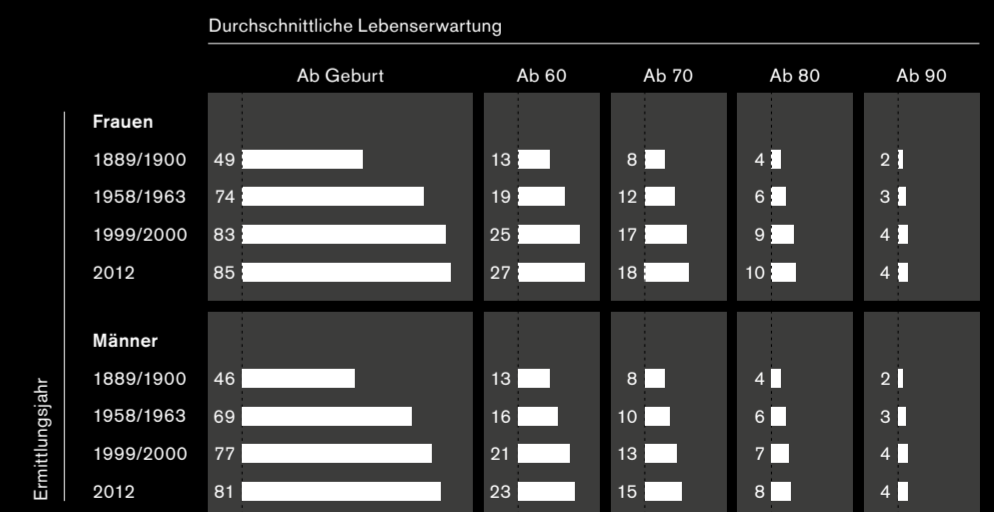 Durchschnittliche Lebenserwartung
Ab Geburt Ab 60 Ab 70 Ab 80 Ab 90
Frauen
1889/1900 49 13 8 4 2
1958/1963 74 19 12 6 3
1999/2000 83 25 17 9 4
2012 85 27 18 10 4
Männer
1889/1900 46 13 8 4 2
1958/1963 69 16 10 6 3
1999/2000 77 21 13 7 4
2012 81 23 15 8 4
Ermittlungsjahr